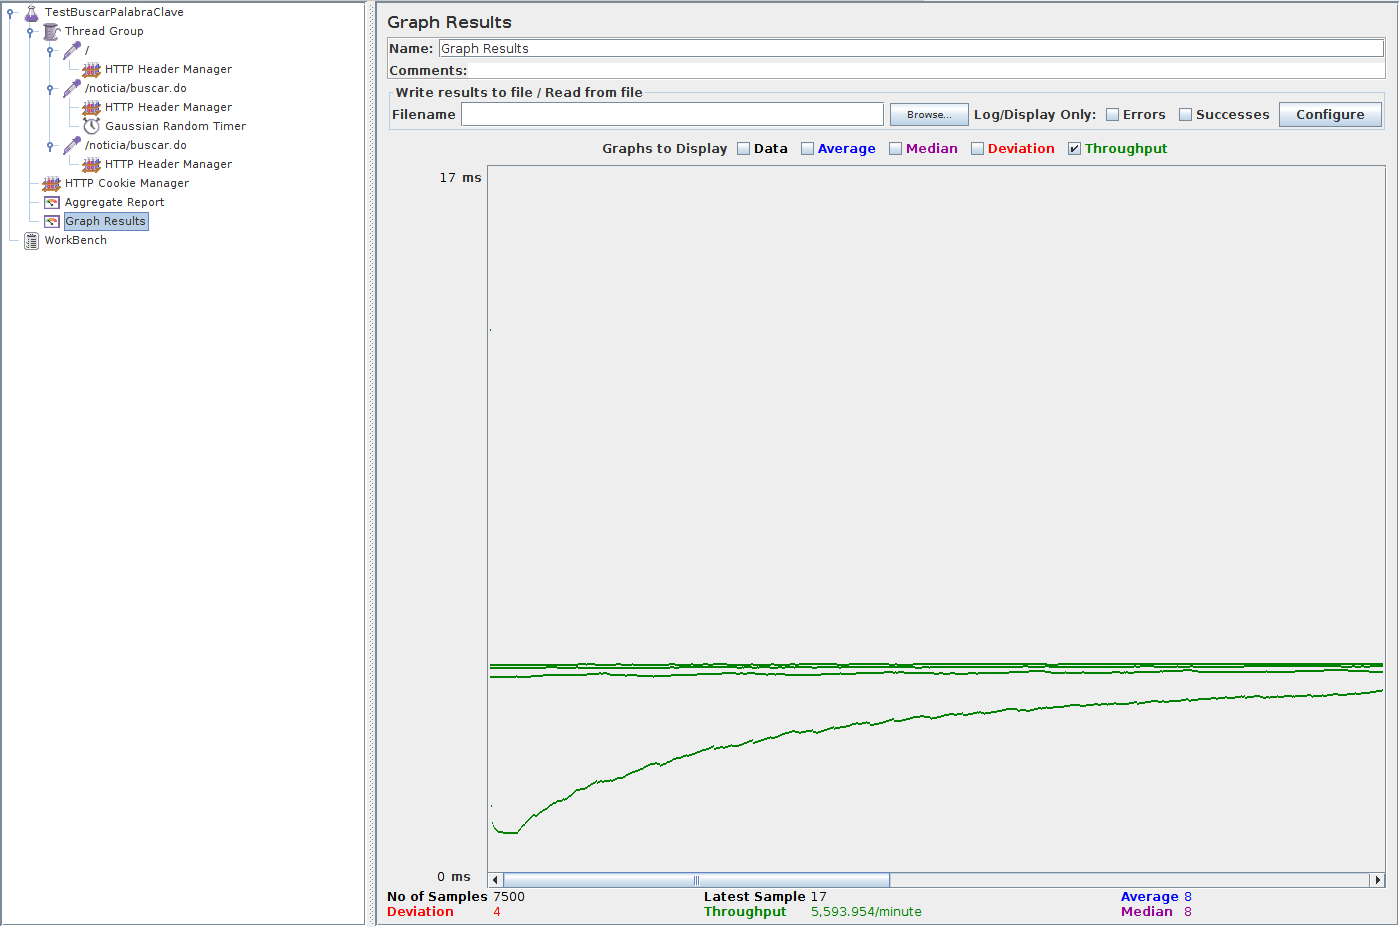 TestBuscarPalabraClave
Thread Group
/
HTTP Header Manager
/noticia/buscar.do
HTTP Header Manager
Gaussian Random Timer
/noticia/buscar.do
HTTP Header Manager
HTTP Cookie Manager
Aggregate Report
Graph Results
WorkBench
Graph Results
Name: Graph Results
Comments:
Write results to file / Read from file
Filename Browse... Log/Display Only: Errors Successes Configure
Graphs to Display Data Average Median Deviation Throughput
17 ms
0 ms
No of Samples 7500 Latest Sample 17 Average 8
Deviation 4 Throughput 5,593.954/minute Median 8